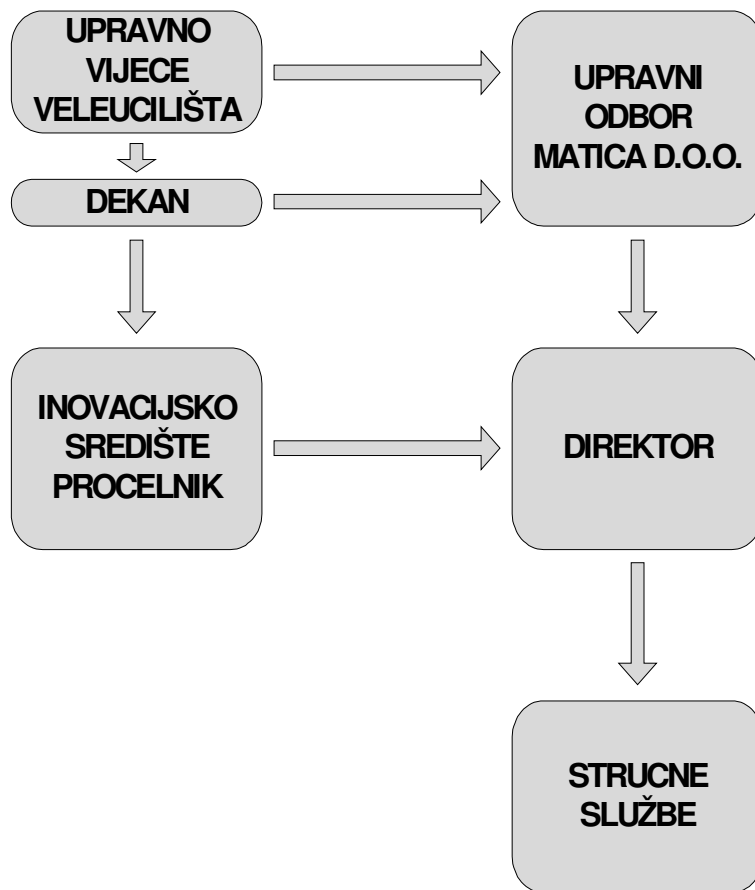 UPRAVNO
VIJECE
VELEUCILIŠTA
UPRAVNI
ODBOR
MATICA D.O.O.
DEKAN
INOVACIJSKO
SREDIŠTE
PROCELNIK
DIREKTOR
STRUCNE
SLUŽBE